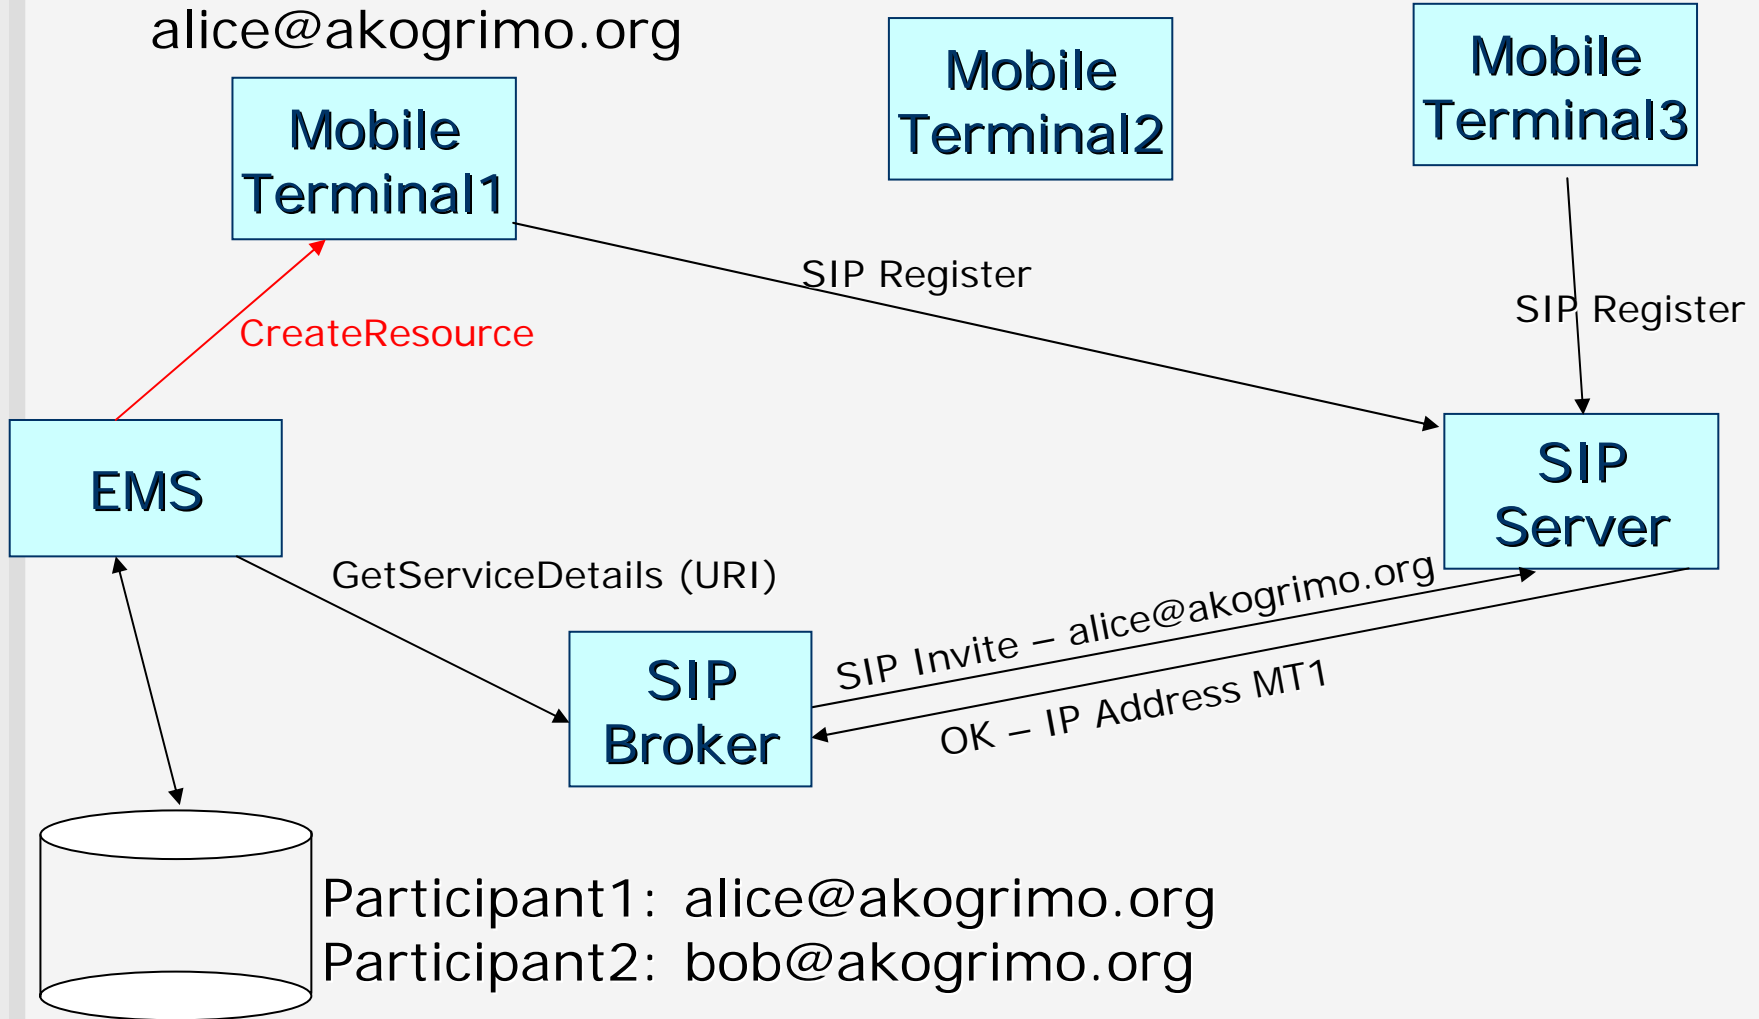 alice@akogrimo.org
Mobile
Terminal1
Mobile
Terminal2
Mobile
Terminal3
SIP Register
SIP Register
CreateResource
EMS
SIP
Server
GetServiceDetails (URI)
SIP Invite – alice@akogrimo.org
OK – IP Address MT1
SIP
Broker
Participant1: alice@akogrimo.org
Participant2: bob@akogrimo.org